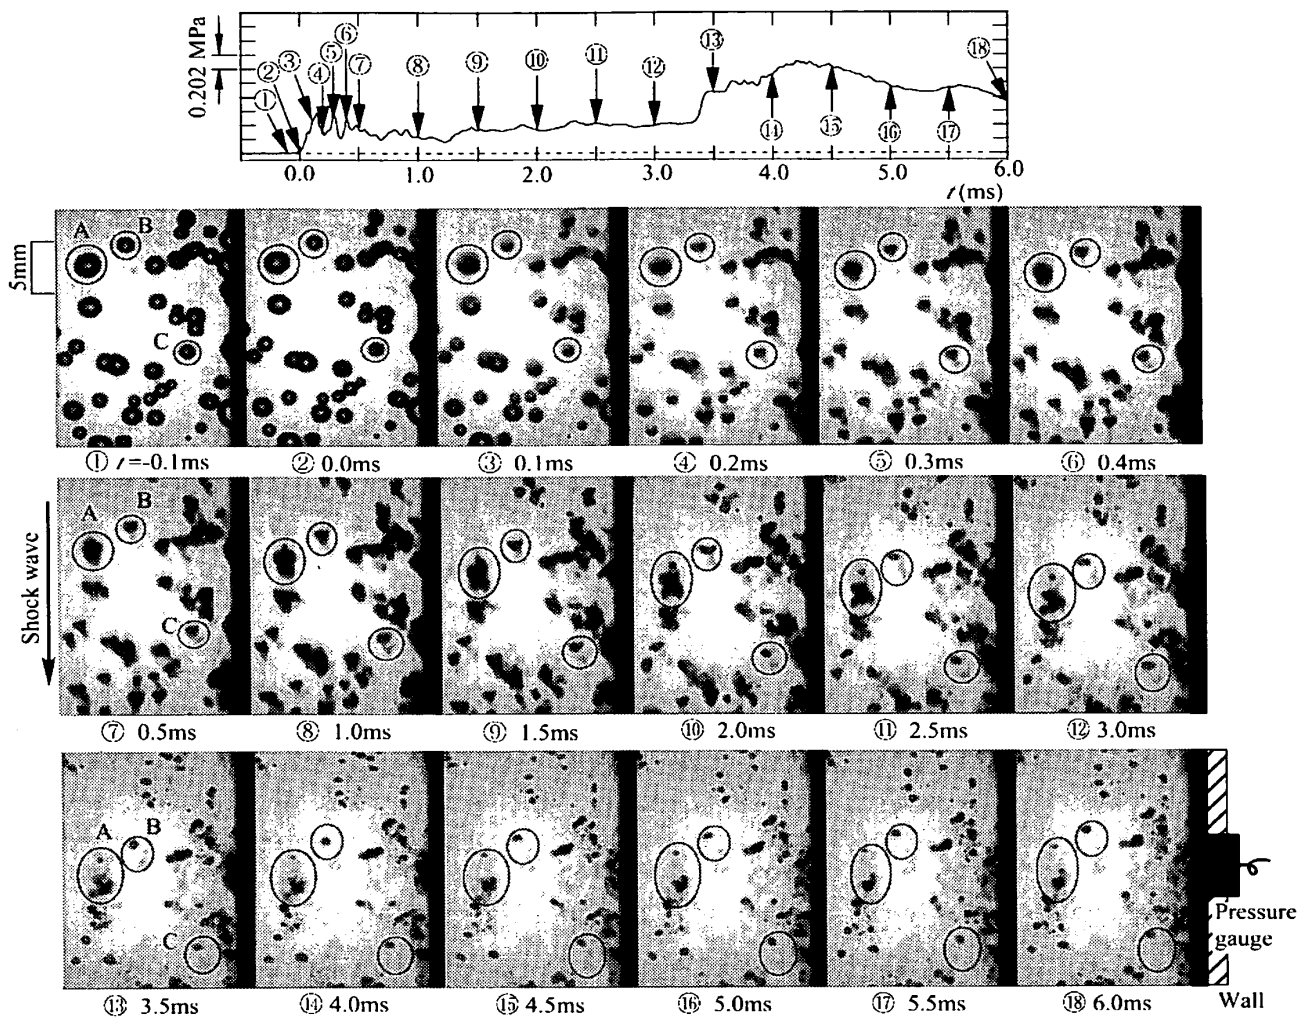 0.202 MPa
① ② ③ ④ ⑤ ⑥ ⑦ ⑧ ⑨ ⑩ ⑪ ⑫ ⑬ ⑭ ⑮ ⑯ ⑰ ⑱
0.0 1.0 2.0 3.0 4.0 5.0 6.0
t (ms)
5mm
A B C
① t=-0.1ms ② 0.0ms ③ 0.1ms ④ 0.2ms ⑤ 0.3ms ⑥ 0.4ms
Shock wave
A B C
⑦ 0.5ms ⑧ 1.0ms ⑨ 1.5ms ⑩ 2.0ms ⑪ 2.5ms ⑫ 3.0ms
A B C
Pressure
gauge
⑬ 3.5ms ⑭ 4.0ms ⑮ 4.5ms ⑯ 5.0ms ⑰ 5.5ms ⑱ 6.0ms Wall